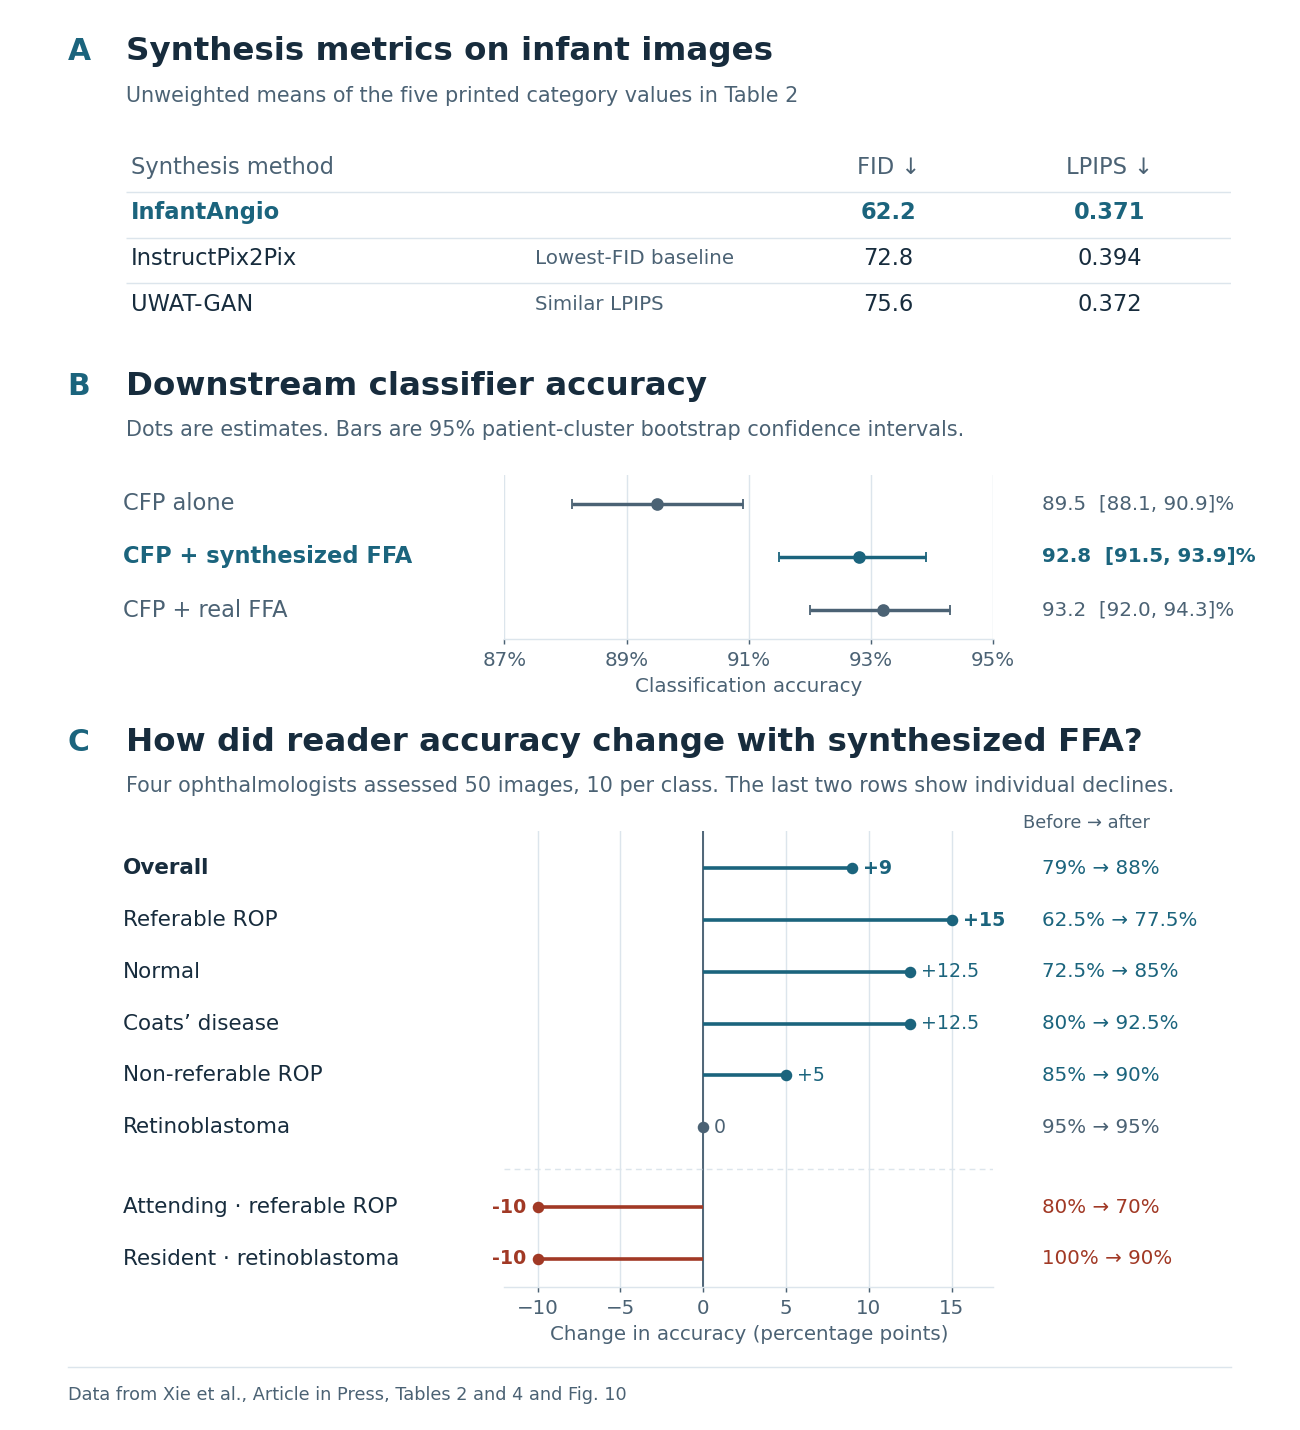 A Synthesis metrics on infant images
Unweighted means of the five printed category values in Table 2
Synthesis method FID ↓ LPIPS ↓
InfantAngio 62.2 0.371
InstructPix2Pix Lowest-FID baseline 72.8 0.394
UWAT-GAN Similar LPIPS 75.6 0.372
B Downstream classifier accuracy
Dots are estimates. Bars are 95% patient-cluster bootstrap confidence intervals.
CFP alone 89.5 [88.1, 90.9]%
CFP + synthesized FFA 92.8 [91.5, 93.9]%
CFP + real FFA 93.2 [92.0, 94.3]%
87% 89% 91% 93% 95%
Classification accuracy
C How did reader accuracy change with synthesized FFA?
Four ophthalmologists assessed 50 images, 10 per class. The last two rows show individual declines.
Before → after
Overall +9 79% → 88%
Referable ROP +15 62.5% → 77.5%
Normal +12.5 72.5% → 85%
Coats’ disease +12.5 80% → 92.5%
Non-referable ROP +5 85% → 90%
Retinoblastoma 0 95% → 95%
Attending · referable ROP -10 80% → 70%
Resident · retinoblastoma -10 100% → 90%
−10 −5 0 5 10 15
Change in accuracy (percentage points)
Data from Xie et al., Article in Press, Tables 2 and 4 and Fig. 10